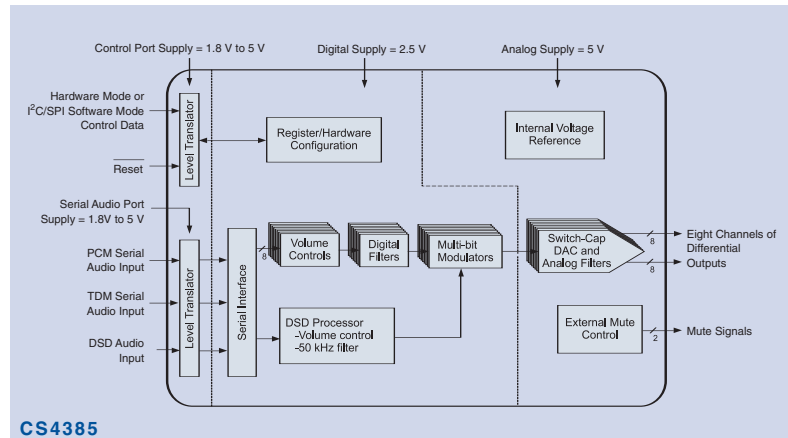 Control Port Supply = 1.8 V to 5 V
Digital Supply = 2.5 V
Analog Supply = 5 V
Hardware Mode or
I²C/SPI Software Mode
Control Data
Level Translator
Register/Hardware
Configuration
Internal Voltage
Reference
Reset
Serial Audio Port
Supply = 1.8V to 5 V
PCM Serial
Audio Input
TDM Serial
Audio Input
DSD Audio
Input
Level Translator
Serial Interface
8
Volume
Controls
Digital
Filters
Multi-bit
Modulators
Switch-Cap
DAC and
Analog Filters
8
8
Eight Channels of
Differential
Outputs
DSD Processor
-Volume control
-50 kHz filter
External Mute
Control
2
Mute Signals
CS4385